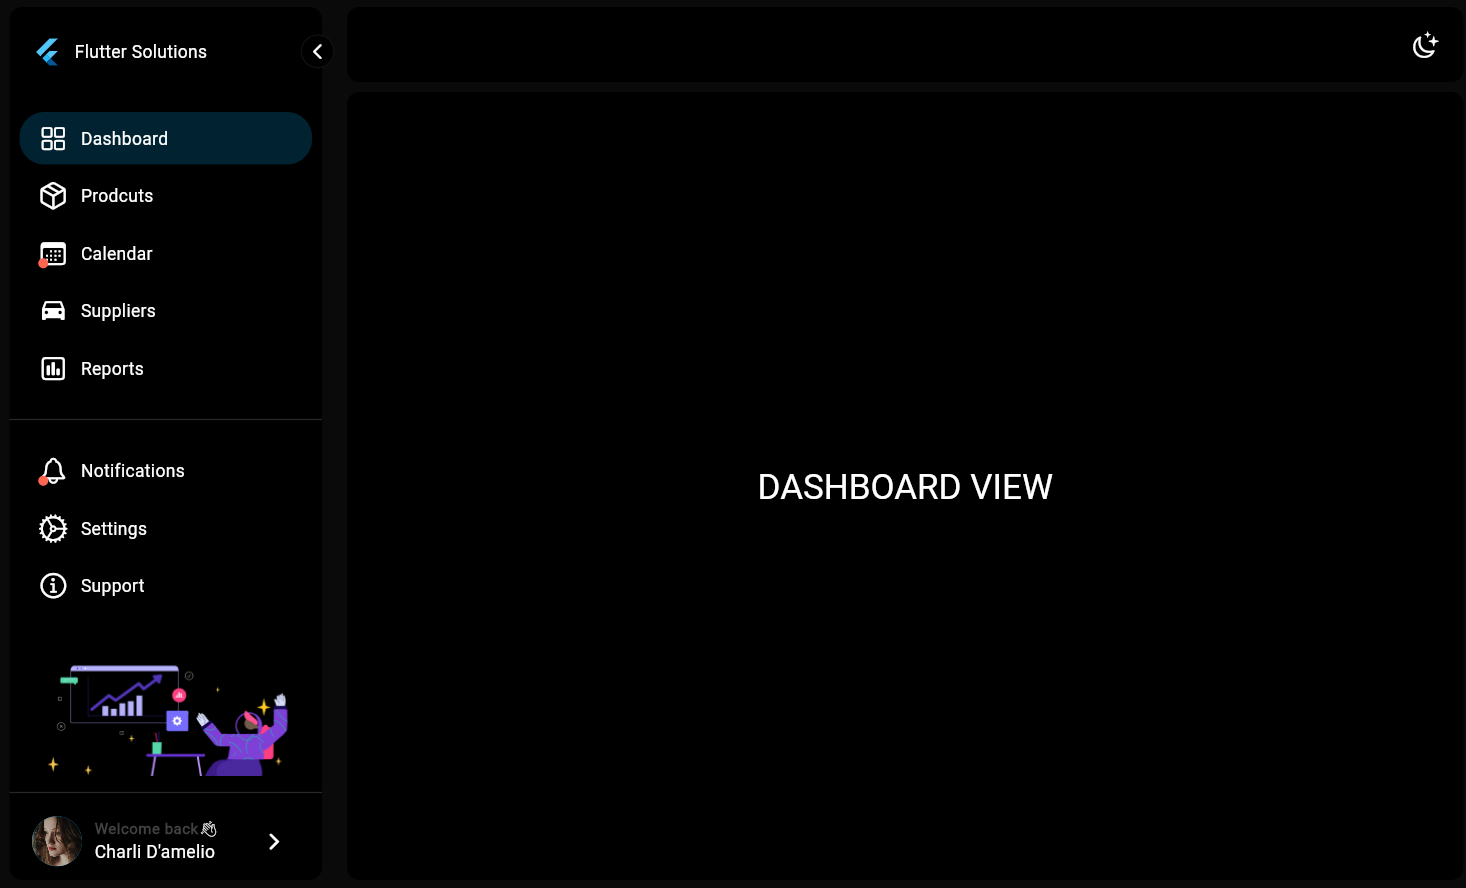 Flutter Solutions
Dashboard
Prodcuts
Calendar
Suppliers
Reports
Notifications
Settings
Support
Welcome back👋
Charli D'amelio
DASHBOARD VIEW